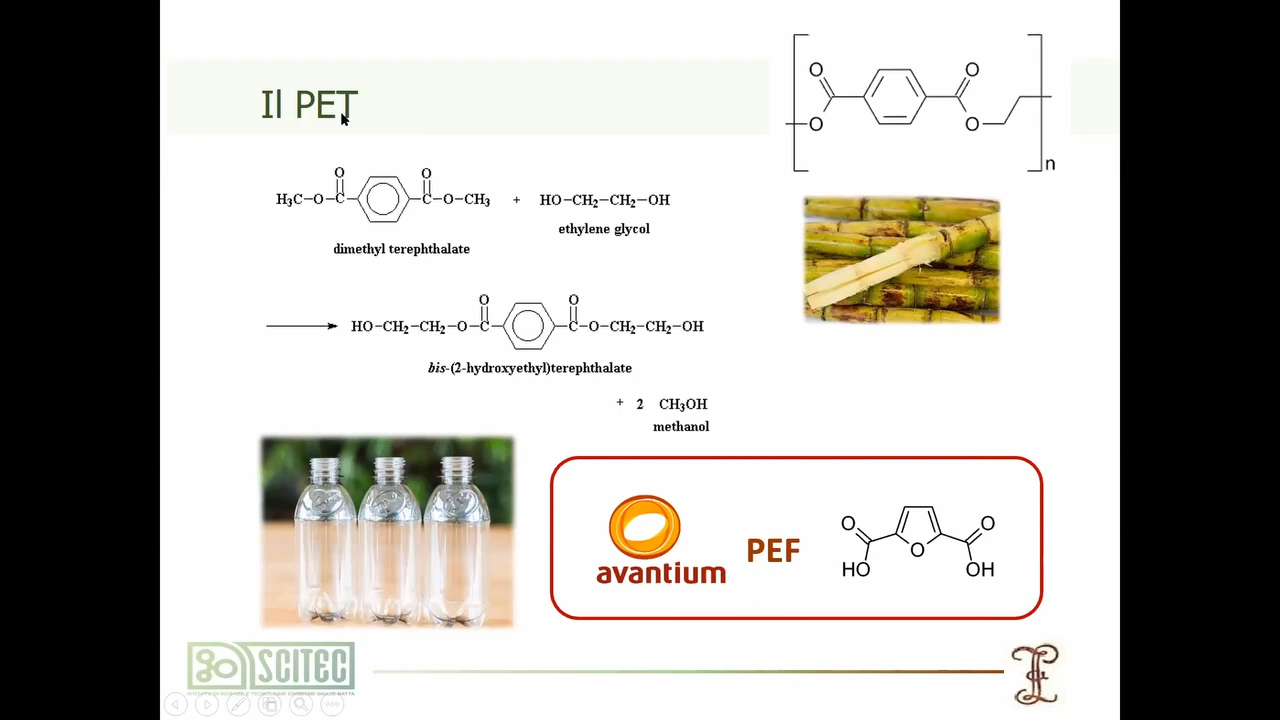 Il PET
O O
O O
n
O O
H₃C–O–C C–O–CH₃ + HO–CH₂–CH₂–OH
ethylene glycol
dimethyl terephthalate
O O
HO–CH₂–CH₂–O–C C–O–CH₂–CH₂–OH
bis-(2-hydroxyethyl)terephthalate
+ 2 CH₃OH
methanol
avantium
PEF
O O
O
HO OH
SCITEC